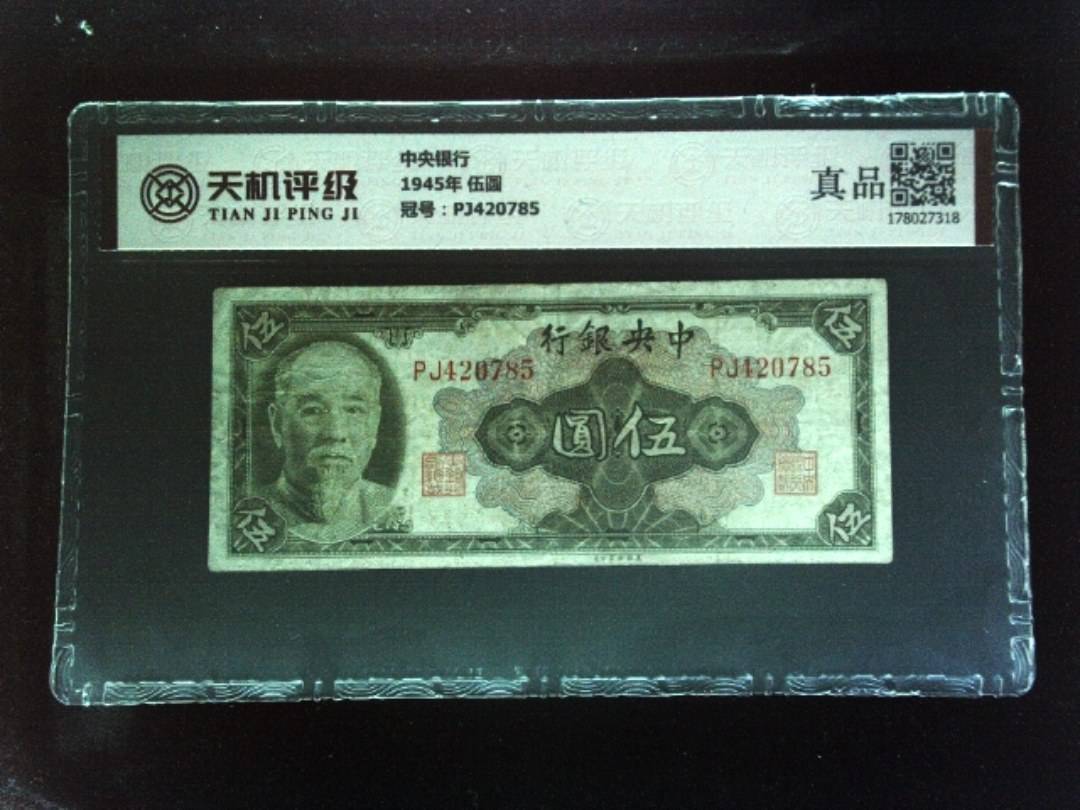 天机评级
TIAN JI PING JI
中央银行
1945年 伍圆
冠号：PJ420785
真品
178027318
伍
伍
行銀央中
PJ420785
PJ420785
圓伍
伍
伍